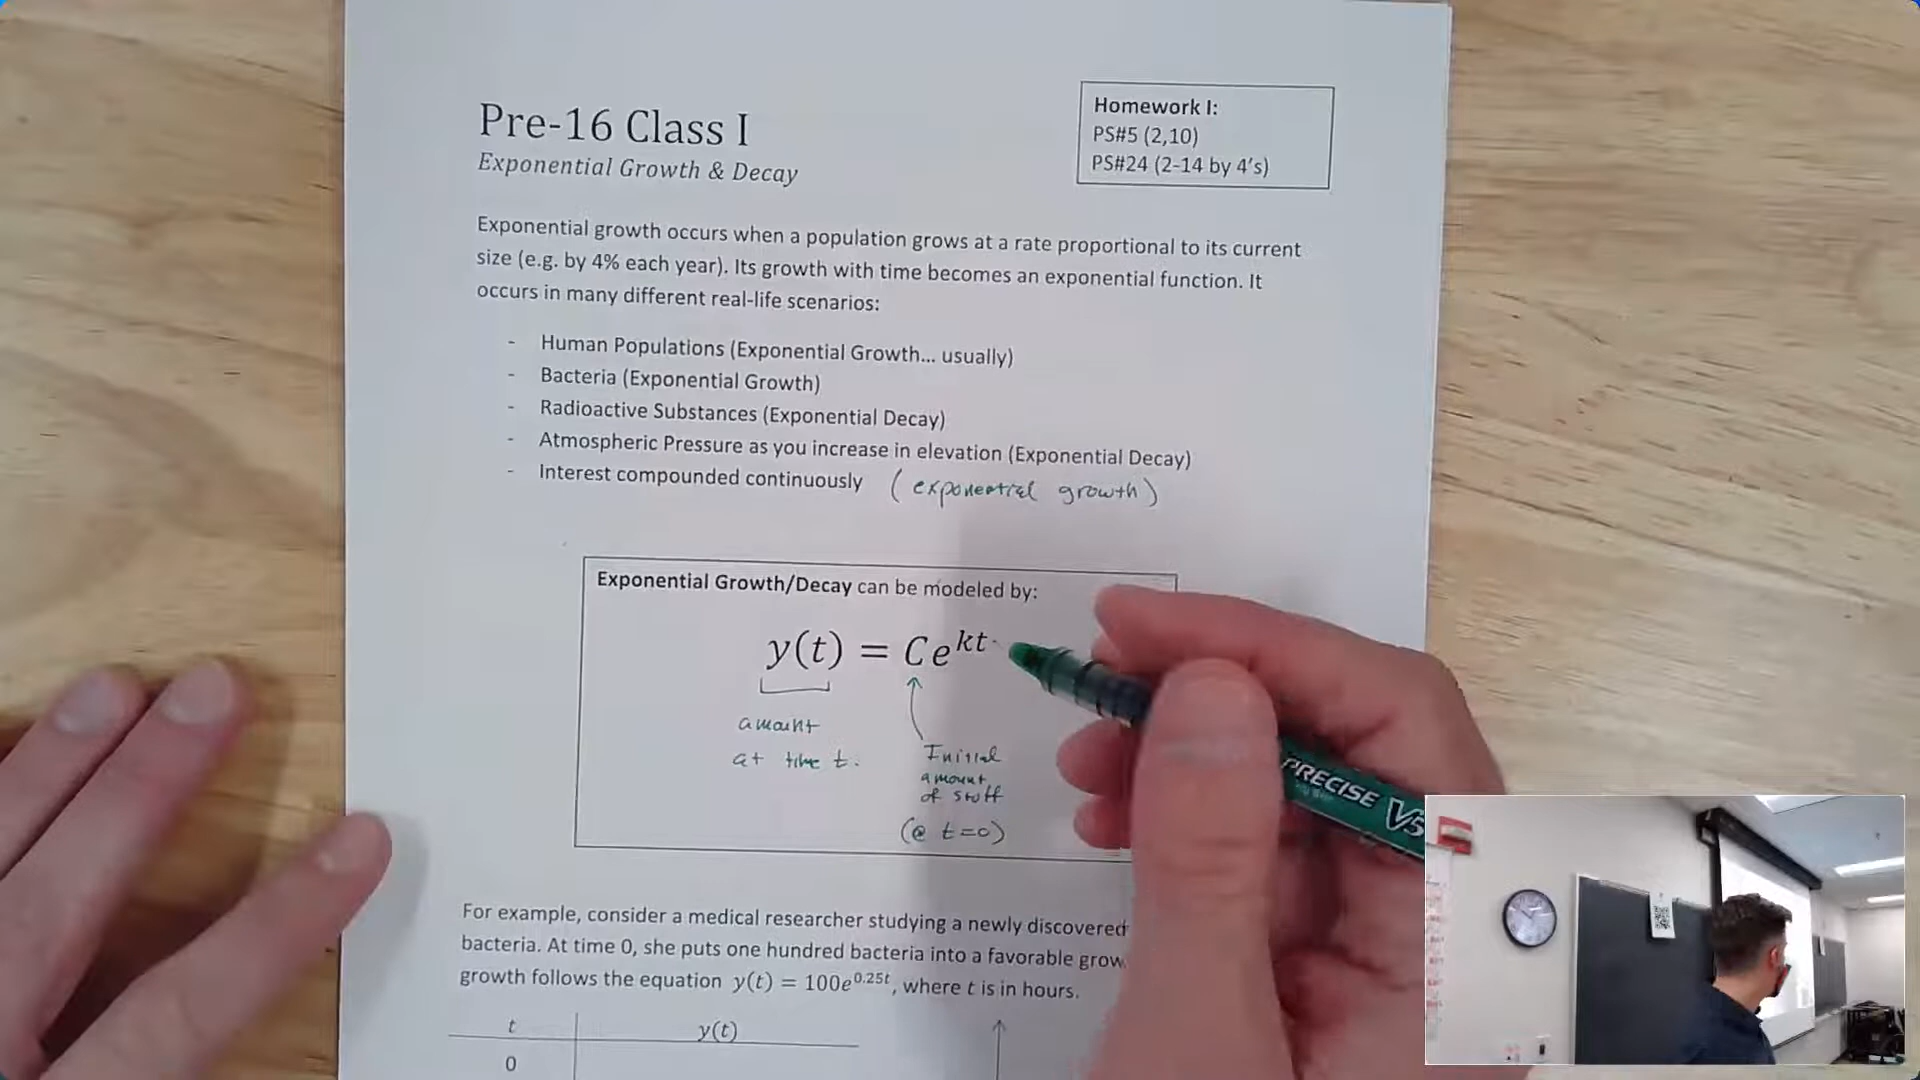 Pre-16 Class I
Exponential Growth & Decay
Homework I:
PS#5 (2,10)
PS#24 (2-14 by 4's)
Exponential growth occurs when a population grows at a rate proportional to its current
size (e.g. by 4% each year). Its growth with time becomes an exponential function. It
occurs in many different real-life scenarios:
- Human Populations (Exponential Growth... usually)
- Bacteria (Exponential Growth)
- Radioactive Substances (Exponential Decay)
- Atmospheric Pressure as you increase in elevation (Exponential Decay)
- Interest compounded continuously (exponential growth)
Exponential Growth/Decay can be modeled by:
y(t) = Ce^{kt}
amount
at time t.
Initial
amount
of stuff
(@ t=0)
For example, consider a medical researcher studying a newly discovered
bacteria. At time 0, she puts one hundred bacteria into a favorable grow
growth follows the equation y(t) = 100e^{0.25t}, where t is in hours.
t y(t)
0
PRECISE V5